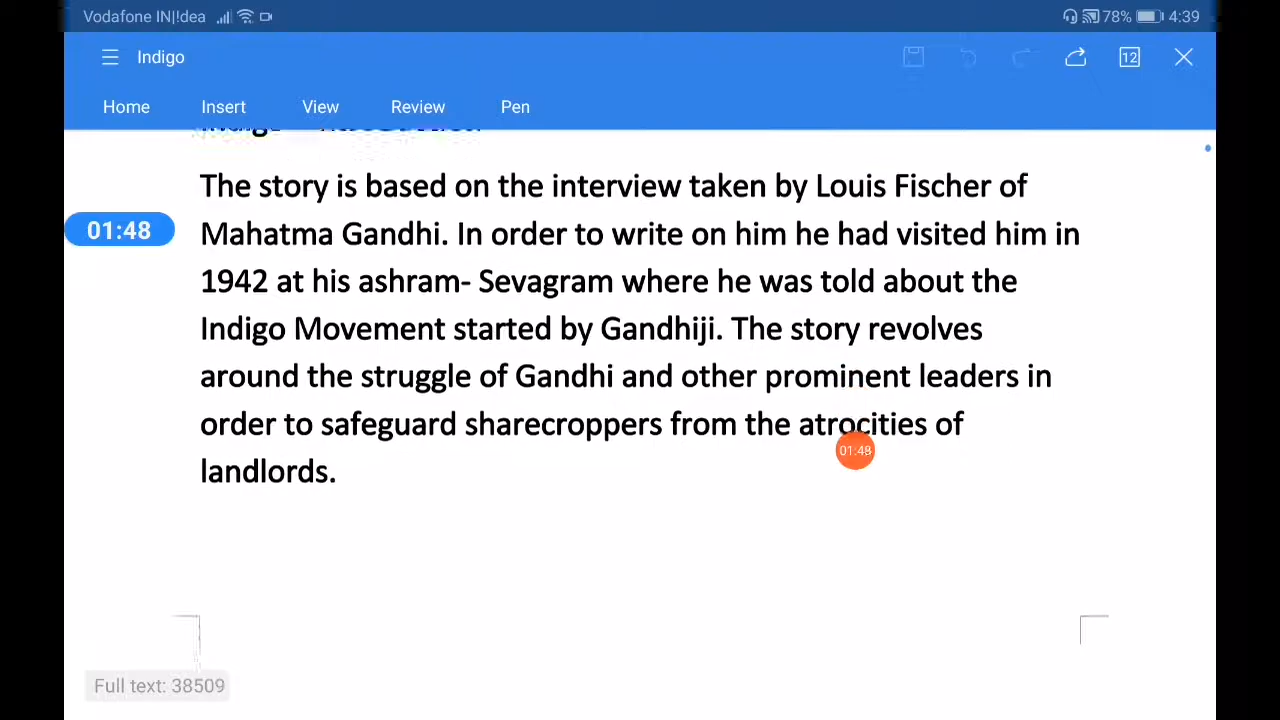 Vodafone IN|!dea 78% 4:39
Indigo 12
Home Insert View Review Pen
The story is based on the interview taken by Louis Fischer of
01:48
Mahatma Gandhi. In order to write on him he had visited him in
1942 at his ashram- Sevagram where he was told about the
Indigo Movement started by Gandhiji. The story revolves
around the struggle of Gandhi and other prominent leaders in
order to safeguard sharecroppers from the atrocities of
01:48
landlords.
Full text: 38509